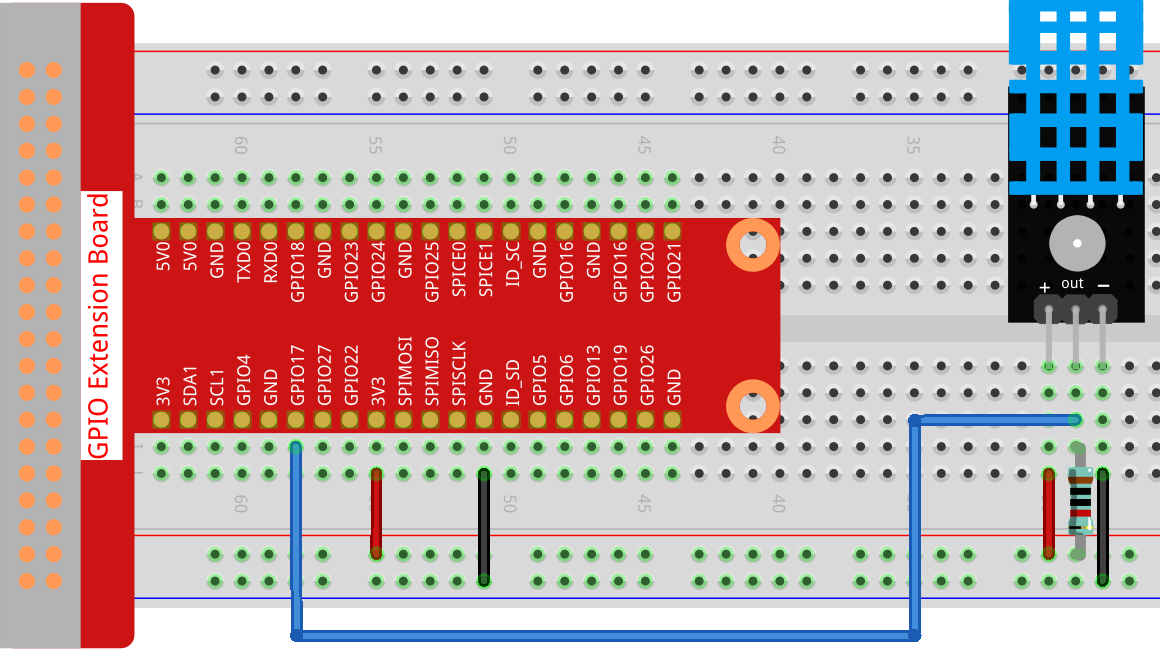 GPIO Extension Board
60
55
50
45
40
35
A
B
5V0
5V0
GND
TXD0
RXD0
GPIO18
GND
GPIO23
GPIO24
GND
GPIO25
SPICE0
SPICE1
ID_SC
GND
GPIO16
GND
GPIO16
GPIO20
GPIO21
+ out −
3V3
SDA1
SCL1
GPIO4
GND
GPIO17
GPIO27
GPIO22
3V3
SPIMOSI
SPIMISO
SPISCLK
GND
ID_SD
GPIO5
GPIO6
GPIO13
GPIO19
GPIO26
GND
60
50
45
40